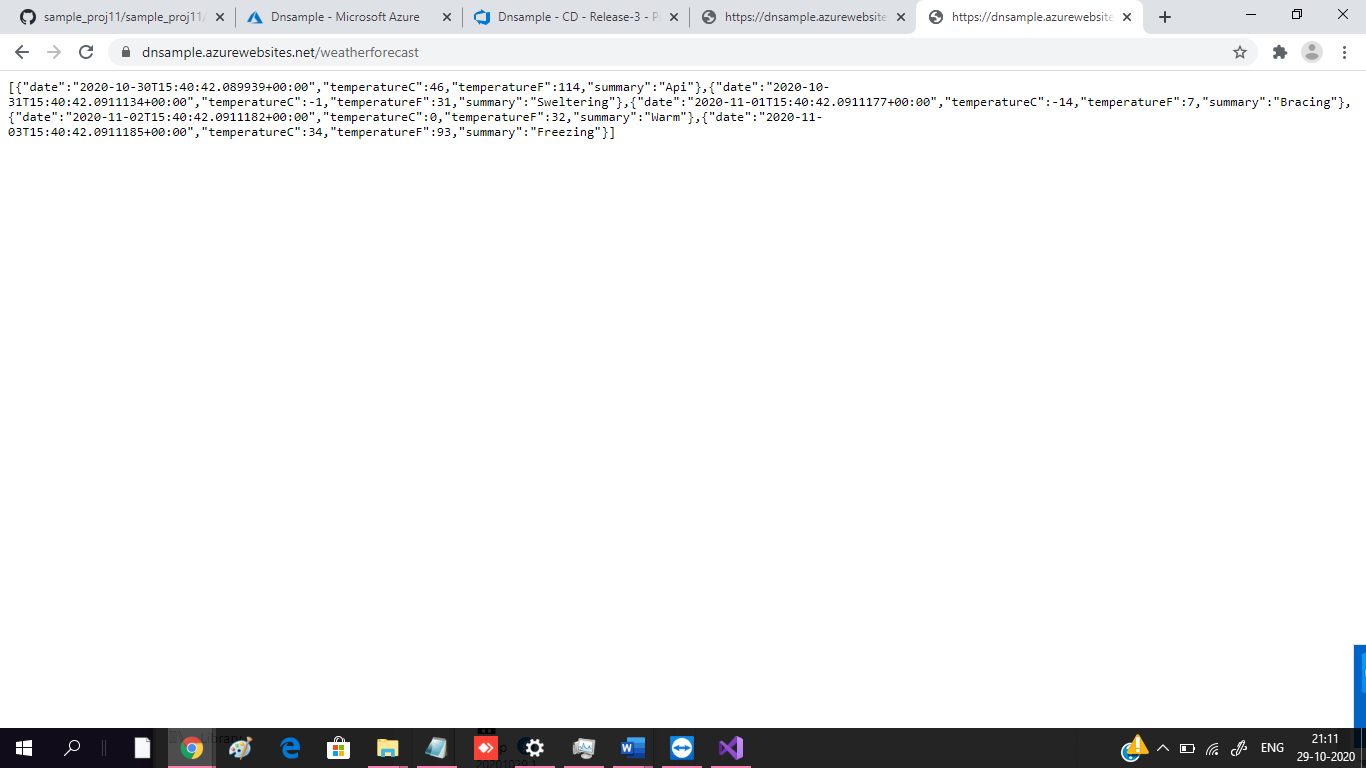 sample_proj11/sample_proj11/
Dnsample - Microsoft Azure
Dnsample - CD - Release-3 - Pi
https://dnsample.azurewebsite
https://dnsample.azurewebsite
dnsample.azurewebsites.net/weatherforecast
[{"date":"2020-10-30T15:40:42.089939+00:00","temperatureC":46,"temperatureF":114,"summary":"Api"},{"date":"2020-10-
31T15:40:42.0911134+00:00","temperatureC":-1,"temperatureF":31,"summary":"Sweltering"},{"date":"2020-11-01T15:40:42.0911177+00:00","temperatureC":-14,"temperatureF":7,"summary":"Bracing"},
{"date":"2020-11-02T15:40:42.0911182+00:00","temperatureC":0,"temperatureF":32,"summary":"Warm"},{"date":"2020-11-
03T15:40:42.0911185+00:00","temperatureC":34,"temperatureF":93,"summary":"Freezing"}]
Library
ENG
21:11
29-10-2020